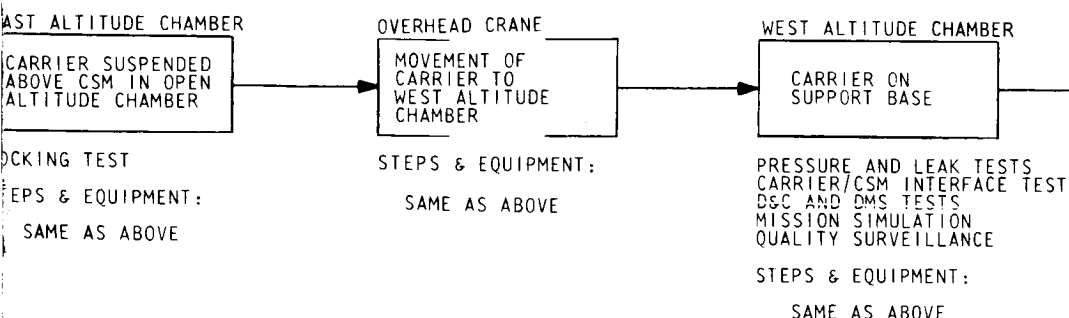 AST ALTITUDE CHAMBER
CARRIER SUSPENDED
ABOVE CSM IN OPEN
ALTITUDE CHAMBER
OCKING TEST
EPS & EQUIPMENT:
SAME AS ABOVE
OVERHEAD CRANE
MOVEMENT OF
CARRIER TO
WEST ALTITUDE
CHAMBER
STEPS & EQUIPMENT:
SAME AS ABOVE
WEST ALTITUDE CHAMBER
CARRIER ON
SUPPORT BASE
PRESSURE AND LEAK TESTS
CARRIER/CSM INTERFACE TEST
D&C AND DMS TESTS
MISSION SIMULATION
QUALITY SURVEILLANCE
STEPS & EQUIPMENT:
SAME AS ABOVE